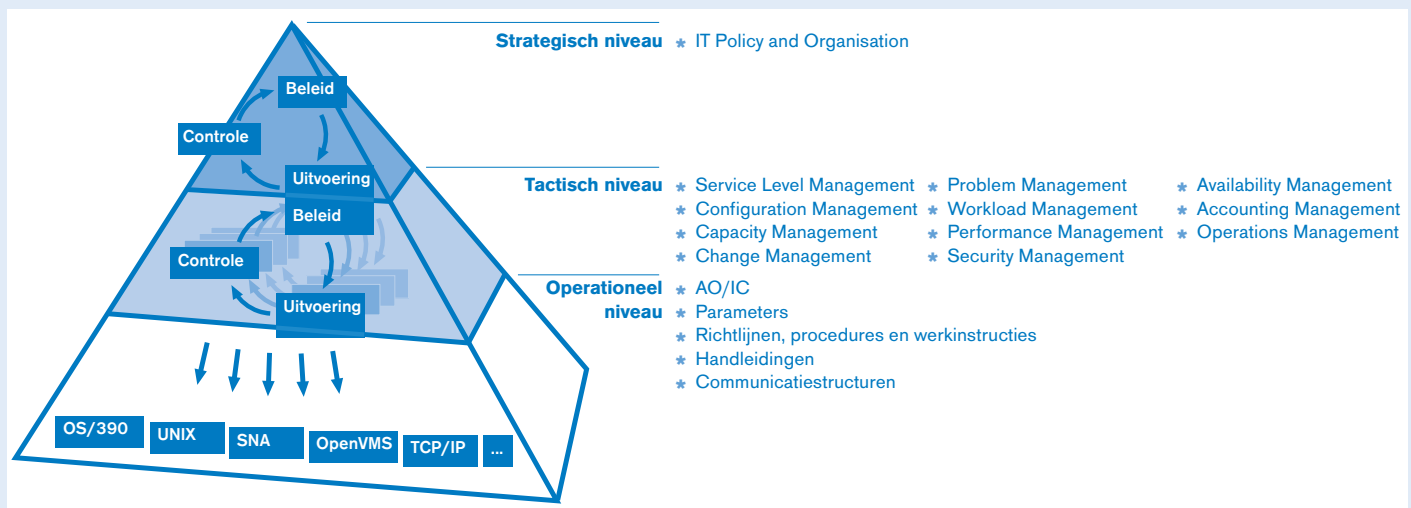 Strategisch niveau * IT Policy and Organisation
Beleid
Controle
Uitvoering
Tactisch niveau * Service Level Management * Problem Management * Availability Management
* Configuration Management * Workload Management * Accounting Management
* Capacity Management * Performance Management * Operations Management
* Change Management * Security Management
Beleid
Controle
Uitvoering
Operationeel * AO/IC
niveau * Parameters
* Richtlijnen, procedures en werkinstructies
* Handleidingen
* Communicatiestructuren
OS/390
UNIX
SNA
OpenVMS
TCP/IP
...